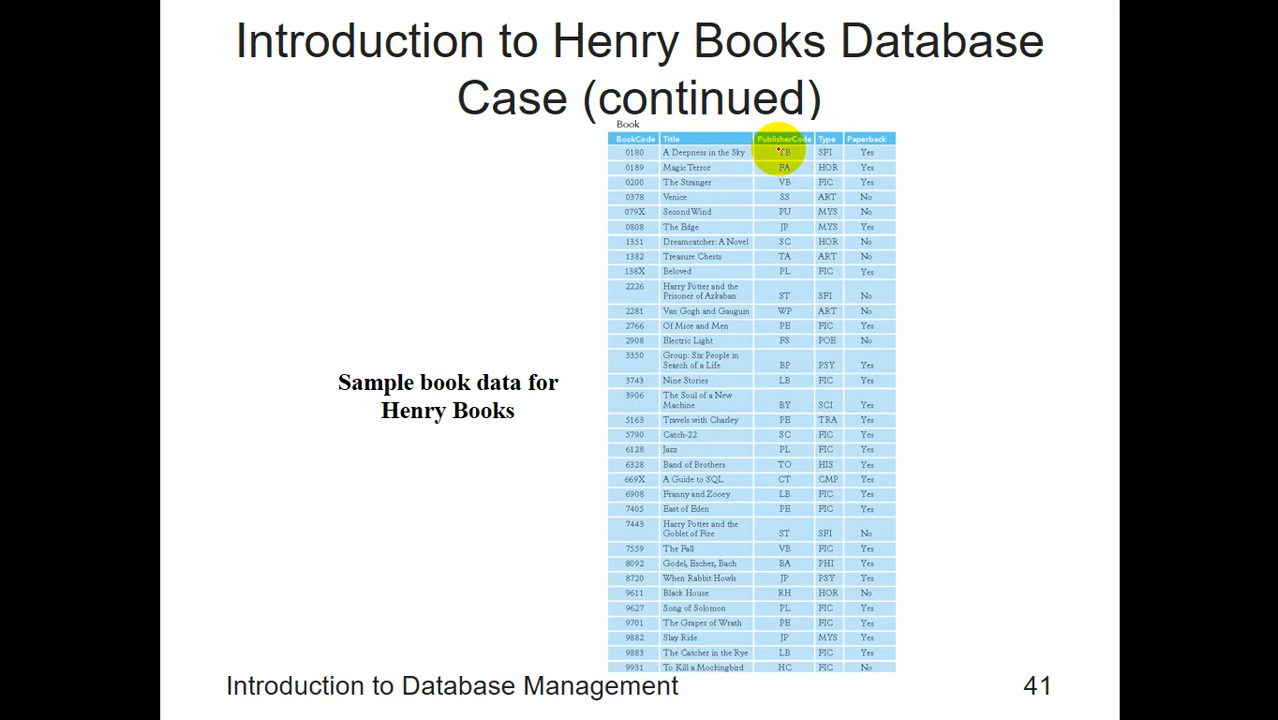 Introduction to Henry Books Database
Case (continued)
Book
BookCode Title PublisherCode Type Paperback
0180 A Deepness in the Sky TB SFI Yes
0189 Magic Terror FA HOR Yes
0200 The Stranger VB FIC Yes
0378 Venice SS ART No
079X Second Wind PU MYS No
0808 The Edge JP MYS Yes
1351 Dreamcatcher: A Novel SC HOR No
1382 Treasure Chests TA ART No
138X Beloved PL FIC Yes
2226 Harry Potter and the
Prisoner of Azkaban ST SFI No
2281 Van Gogh and Gauguin WP ART No
2766 Of Mice and Men PE FIC Yes
2908 Electric Light FS POE No
3350 Group: Six People in
Search of a Life BP PSY Yes
3743 Nine Stories LB FIC Yes
3906 The Soul of a New
Machine BY SCI Yes
5163 Travels with Charley PE TRA Yes
5790 Catch-22 SC FIC Yes
6128 Jazz PL FIC Yes
6328 Band of Brothers TO HIS Yes
669X A Guide to SQL CT CMP Yes
6908 Franny and Zooey LB FIC Yes
7405 East of Eden PE FIC Yes
7443 Harry Potter and the
Goblet of Fire ST SFI No
7559 The Fall VB FIC Yes
8092 Godel, Escher, Bach BA PHI Yes
8720 When Rabbit Howls JP PSY Yes
9611 Black House RH HOR No
9627 Song of Solomon PL FIC Yes
9701 The Grapes of Wrath PE FIC Yes
9882 Slay Ride JP MYS Yes
9883 The Catcher in the Rye LB FIC Yes
9931 To Kill a Mockingbird HC FIC No
Sample book data for
Henry Books
Introduction to Database Management 41